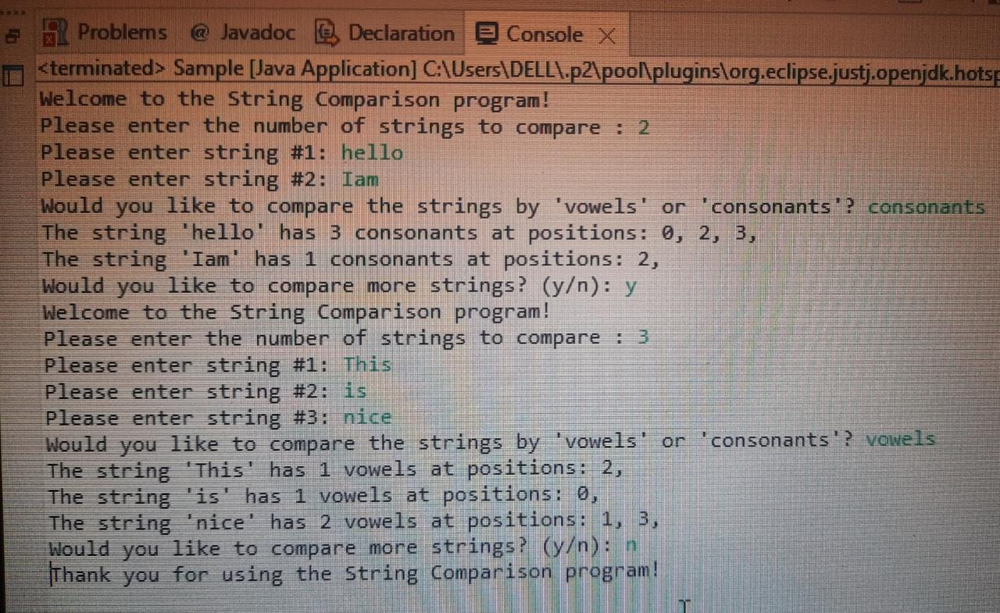 Problems @ Javadoc Declaration Console
<terminated> Sample [Java Application] C:\Users\DELL\.p2\pool\plugins\org.eclipse.justj.openjdk.hotsp
Welcome to the String Comparison program!
Please enter the number of strings to compare : 2
Please enter string #1: hello
Please enter string #2: Iam
Would you like to compare the strings by 'vowels' or 'consonants'? consonants
The string 'hello' has 3 consonants at positions: 0, 2, 3,
The string 'Iam' has 1 consonants at positions: 2,
Would you like to compare more strings? (y/n): y
Welcome to the String Comparison program!
Please enter the number of strings to compare : 3
Please enter string #1: This
Please enter string #2: is
Please enter string #3: nice
Would you like to compare the strings by 'vowels' or 'consonants'? vowels
The string 'This' has 1 vowels at positions: 2,
The string 'is' has 1 vowels at positions: 0,
The string 'nice' has 2 vowels at positions: 1, 3,
Would you like to compare more strings? (y/n): n
Thank you for using the String Comparison program!